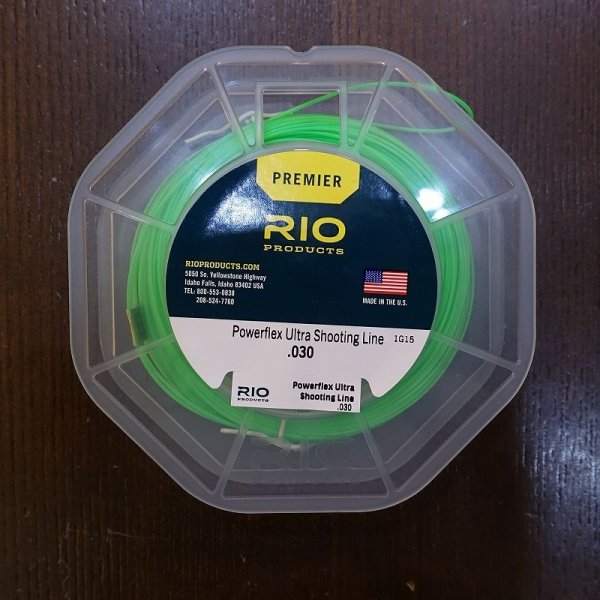 PREMIER
RIO
PRODUCTS
RIOPRODUCTS.COM
5050 So. Yellowstone Highway
Idaho Falls, Idaho 83402 USA
TEL: 800-553-0838
208-524-7760
MADE IN THE U.S.
Powerflex Ultra Shooting Line 1G15
.030
RIO
PRODUCTS
Powerflex Ultra
Shooting Line
.030
RIO